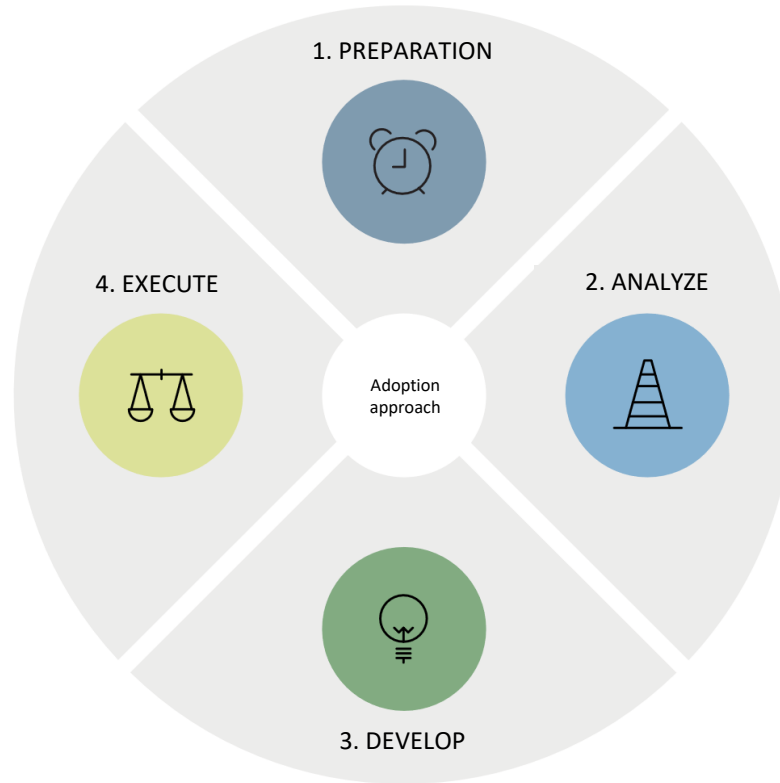 1. PREPARATION
2. ANALYZE
3. DEVELOP
4. EXECUTE
Adoption
approach